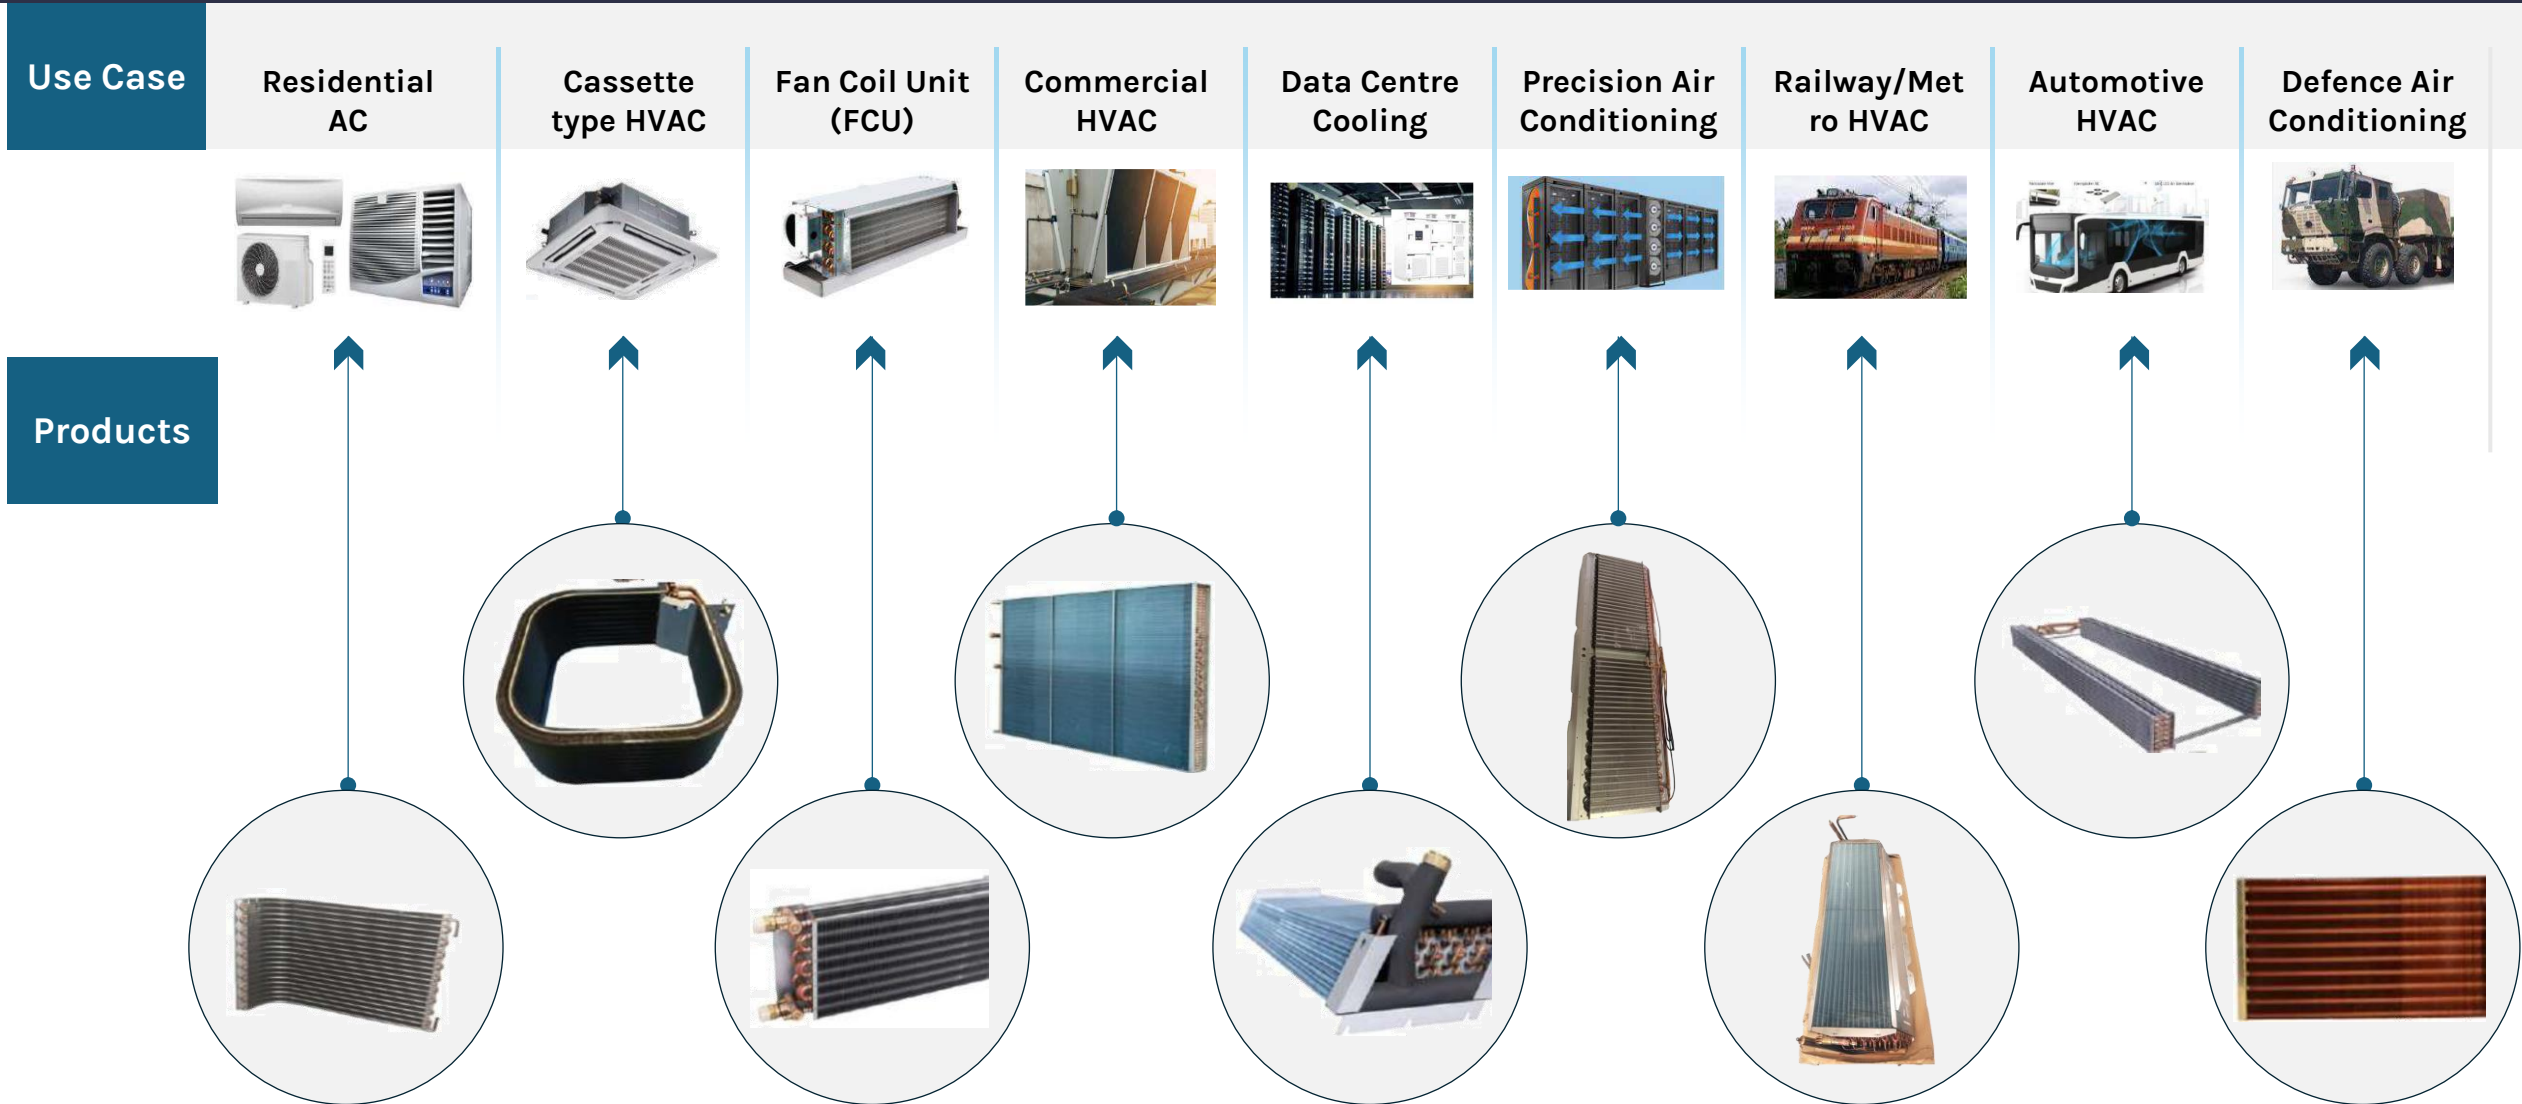 Use Case
Residential
AC
Cassette
type HVAC
Fan Coil Unit
(FCU)
Commercial
HVAC
Data Centre
Cooling
Precision Air
Conditioning
Railway/Met
ro HVAC
Automotive
HVAC
Defence Air
Conditioning
Products